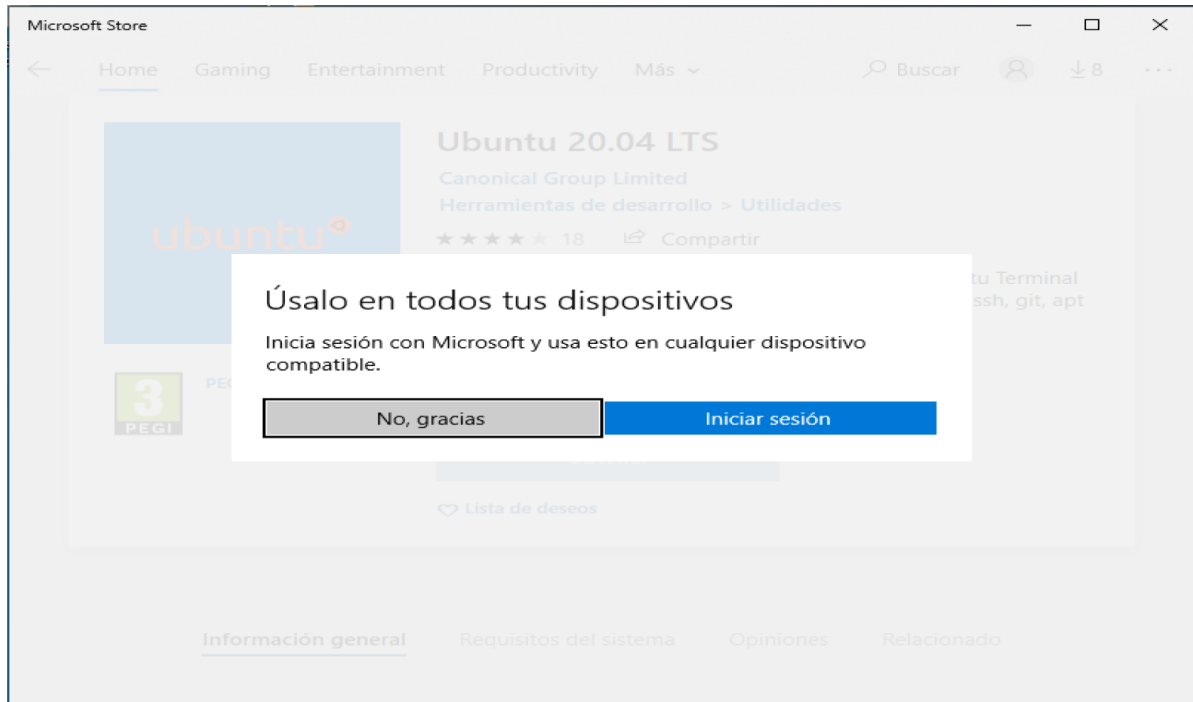 Microsoft Store
Home Gaming Entertainment Productivity Más Buscar 8 ...
Ubuntu 20.04 LTS
Canonical Group Limited
Herramientas de desarrollo > Utilidades
ubuntu®
18 Compartir
tu Terminal
ssh, git, apt
Úsalo en todos tus dispositivos
Inicia sesión con Microsoft y usa esto en cualquier dispositivo
compatible.
3
PEGI
No, gracias Iniciar sesión
Lista de deseos
Información general Requisitos del sistema Opiniones Relacionado